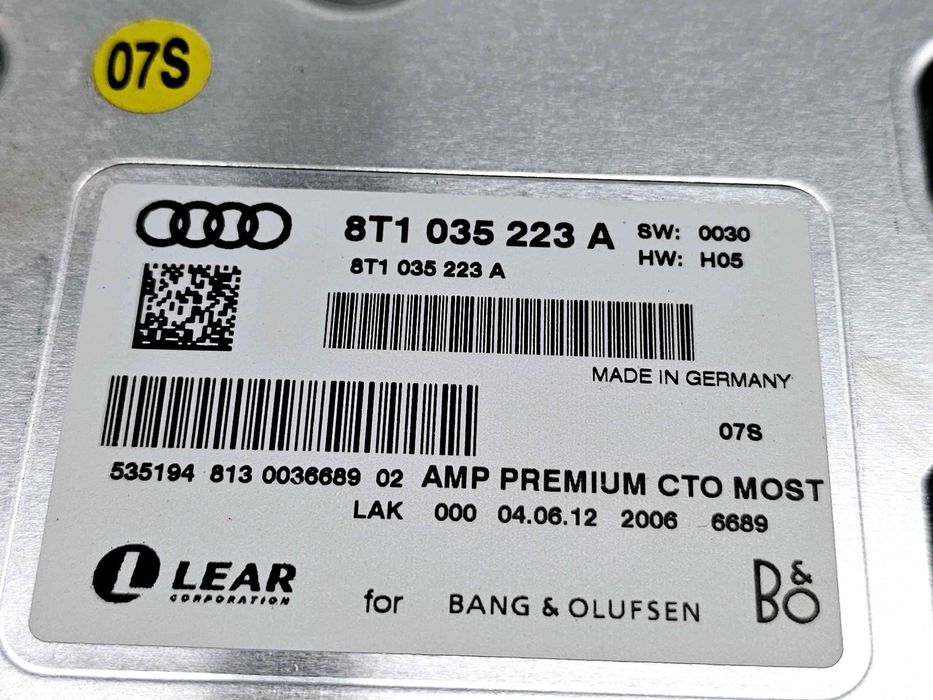 07S
8T1 035 223 A SW: 0030
8T1 035 223 A HW: H05
MADE IN GERMANY
07S
535194 813 0036689 02 AMP PREMIUM CTO MOST
LAK 000 04.06.12 2006 6689
L LEAR
CORPORATION
for BANG & OLUFSEN B&O